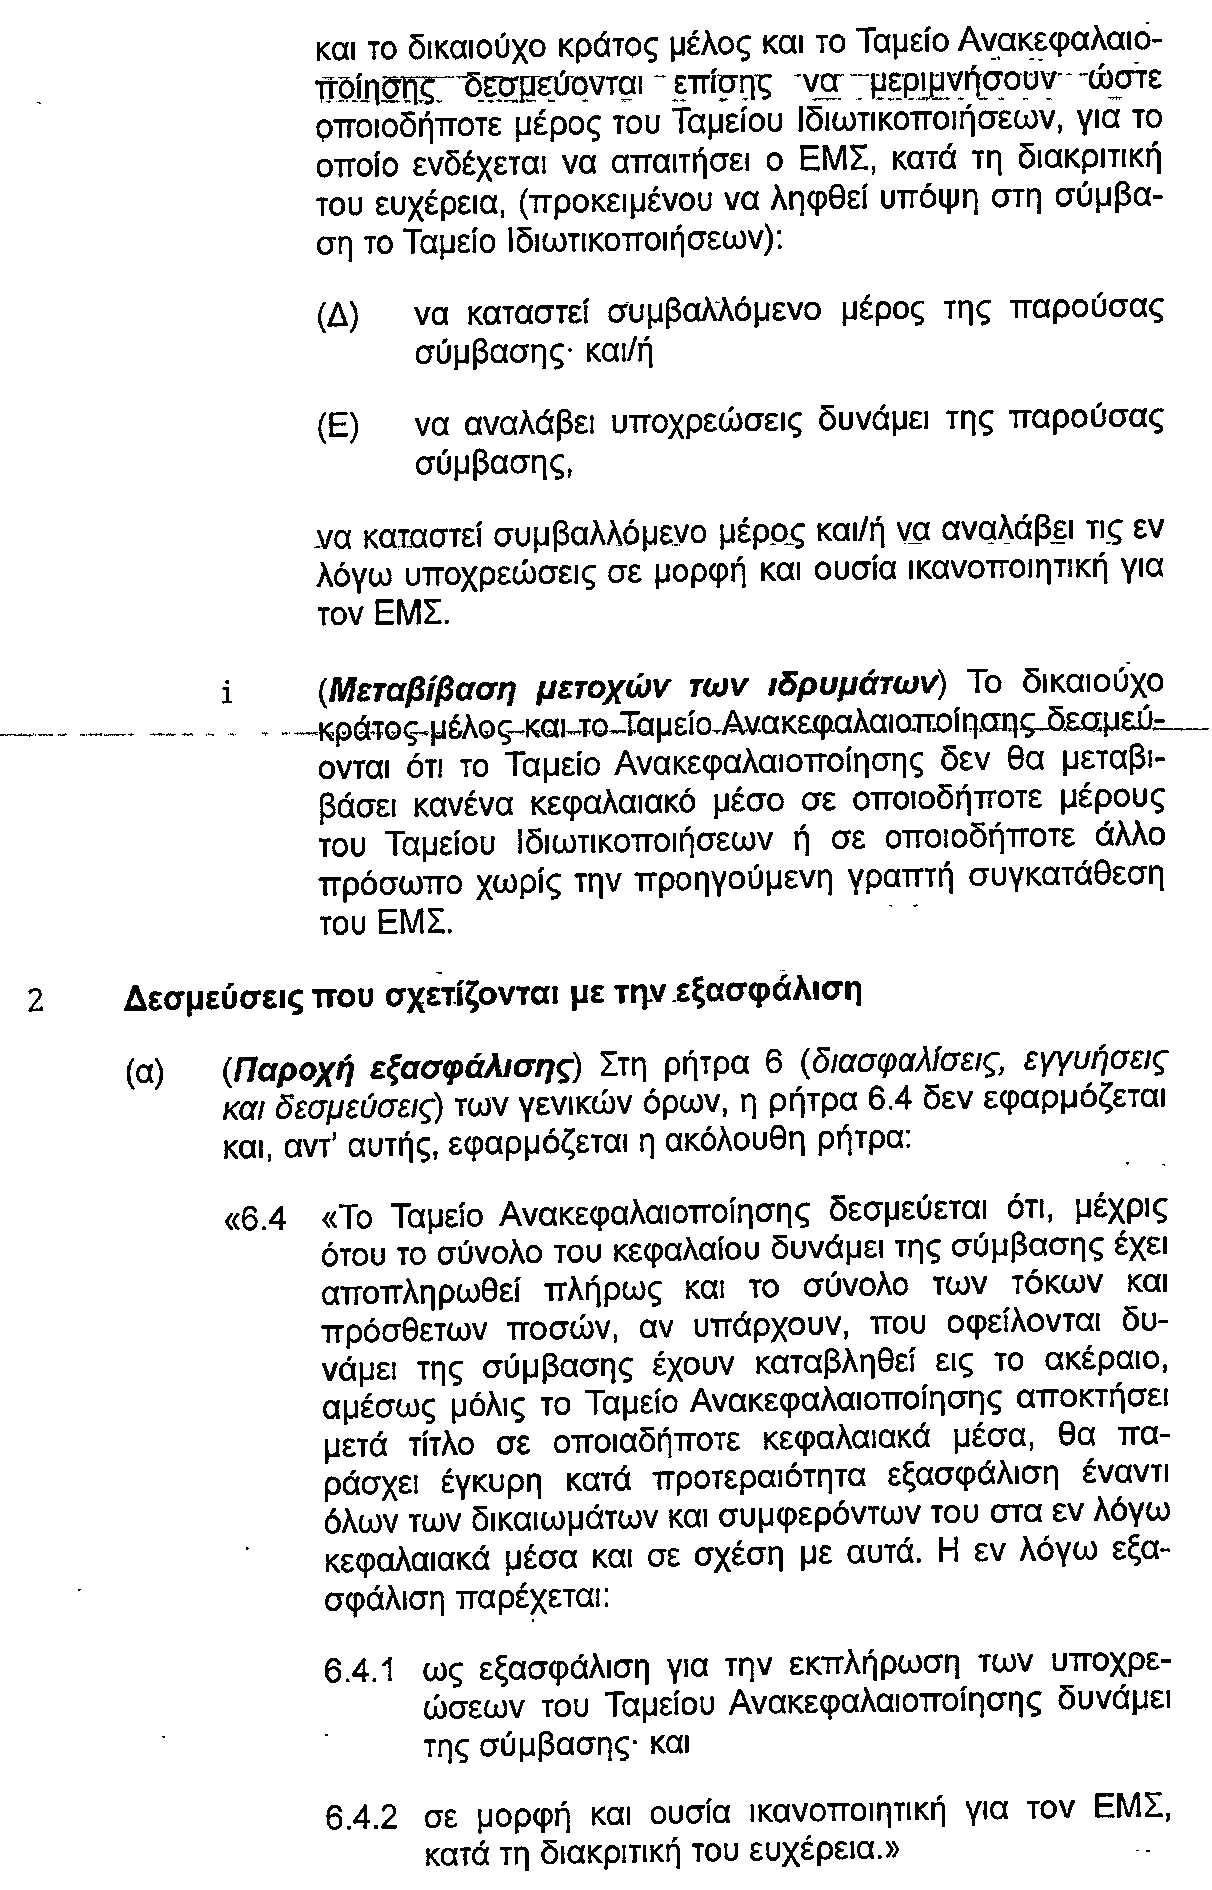 και το δικαιούχο κράτος μέλος και το Ταμείο Ανακεφαλαιο-
ποίησης δεσμεύονται επίσης να μεριμνήσουν ώστε
οποιοδήποτε μέρος του Ταμείου Ιδιωτικοποιήσεων, για το
οποίο ενδέχεται να απαιτήσει ο ΕΜΣ, κατά τη διακριτική
του ευχέρεια, (προκειμένου να ληφθεί υπόψη στη σύμβα-
ση το Ταμείο Ιδιωτικοποιήσεων):
(Δ) να καταστεί συμβαλλόμενο μέρος της παρούσας
σύμβασης· και/ή
(Ε) να αναλάβει υποχρεώσεις δυνάμει της παρούσας
σύμβασης,
να καταστεί συμβαλλόμενο μέρος και/ή να αναλάβει τις εν
λόγω υποχρεώσεις σε μορφή και ουσία ικανοποιητική για
τον ΕΜΣ.
i (Μεταβίβαση μετοχών των ιδρυμάτων) Το δικαιούχο
κράτος μέλος και το Ταμείο Ανακεφαλαιοποίησης δεσμεύ-
ονται ότι το Ταμείο Ανακεφαλαιοποίησης δεν θα μεταβι-
βάσει κανένα κεφαλαιακό μέσο σε οποιοδήποτε μέρους
του Ταμείου Ιδιωτικοποιήσεων ή σε οποιοδήποτε άλλο
πρόσωπο χωρίς την προηγούμενη γραπτή συγκατάθεση
του ΕΜΣ.
2 Δεσμεύσεις που σχετίζονται με την εξασφάλιση
(α) (Παροχή εξασφάλισης) Στη ρήτρα 6 (διασφαλίσεις, εγγυήσεις
και δεσμεύσεις) των γενικών όρων, η ρήτρα 6.4 δεν εφαρμόζεται
και, αντ' αυτής, εφαρμόζεται η ακόλουθη ρήτρα:
«6.4 «Το Ταμείο Ανακεφαλαιοποίησης δεσμεύεται ότι, μέχρις
ότου το σύνολο του κεφαλαίου δυνάμει της σύμβασης έχει
αποπληρωθεί πλήρως και το σύνολο των τόκων και
πρόσθετων ποσών, αν υπάρχουν, που οφείλονται δυ-
νάμει της σύμβασης έχουν καταβληθεί εις το ακέραιο,
αμέσως μόλις το Ταμείο Ανακεφαλαιοποίησης αποκτήσει
μετά τίτλο σε οποιαδήποτε κεφαλαιακά μέσα, θα πα-
ράσχει έγκυρη κατά προτεραιότητα εξασφάλιση έναντι
όλων των δικαιωμάτων και συμφερόντων του στα εν λόγω
κεφαλαιακά μέσα και σε σχέση με αυτά. Η εν λόγω εξα-
σφάλιση παρέχεται:
6.4.1 ως εξασφάλιση για την εκπλήρωση των υποχρε-
ώσεων του Ταμείου Ανακεφαλαιοποίησης δυνάμει
της σύμβασης· και
6.4.2 σε μορφή και ουσία ικανοποιητική για τον ΕΜΣ,
κατά τη διακριτική του ευχέρεια.»